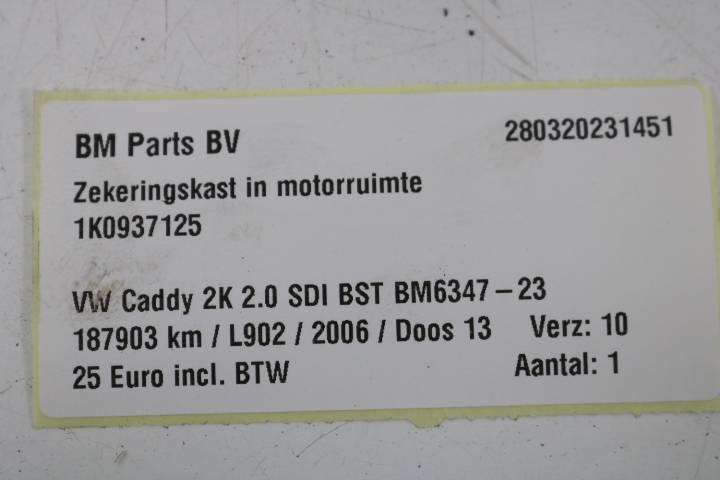 BM Parts BV 280320231451
Zekeringskast in motorruimte
1K0937125
VW Caddy 2K 2.0 SDI BST BM6347-23
187903 km / L902 / 2006 / Doos 13 Verz: 10
25 Euro incl. BTW Aantal: 1